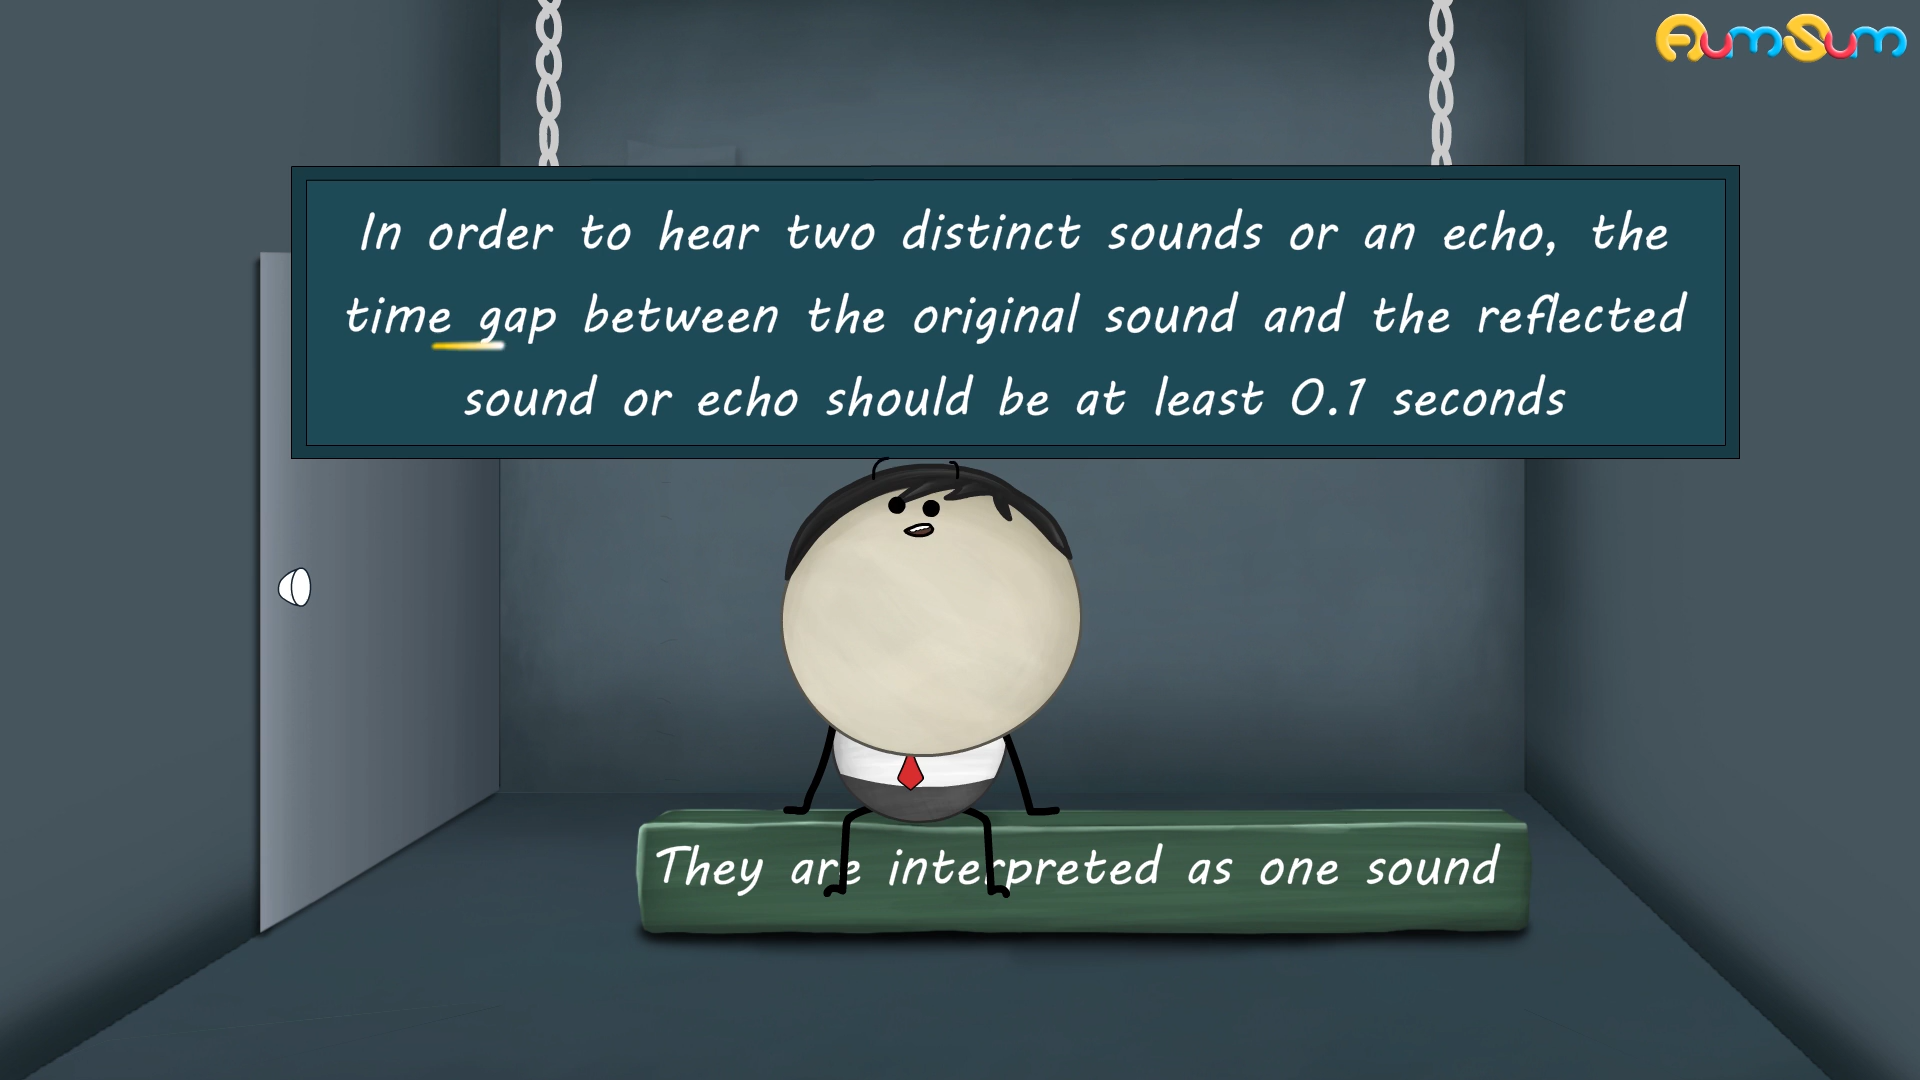 AumSum
In order to hear two distinct sounds or an echo, the
time gap between the original sound and the reflected
sound or echo should be at least 0.1 seconds
They are interpreted as one sound